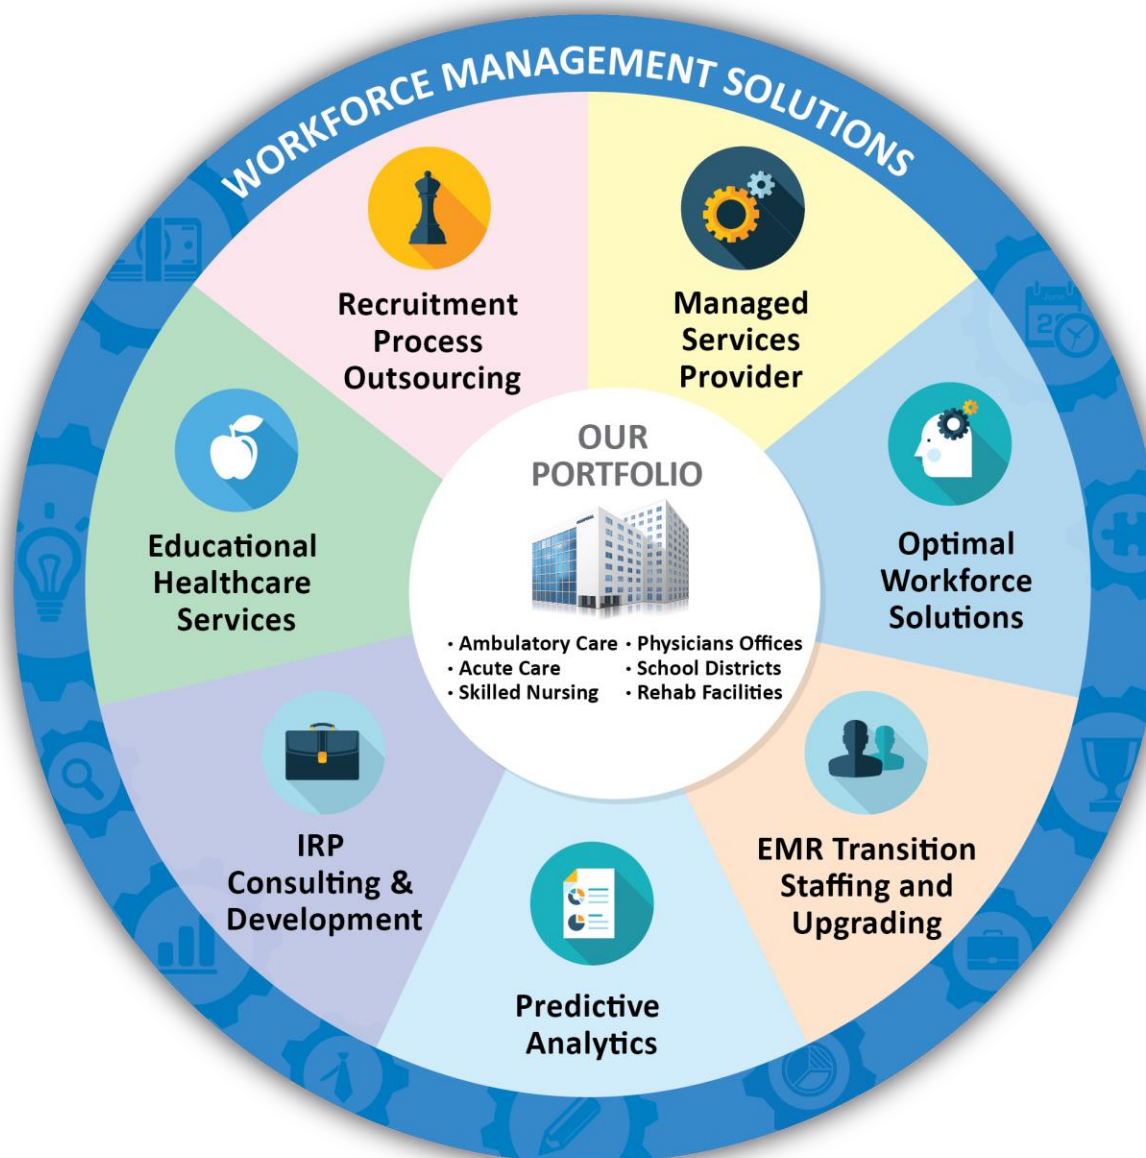 WORKFORCE MANAGEMENT SOLUTIONS
Recruitment
Process
Outsourcing
Managed
Services
Provider
Educational
Healthcare
Services
OUR
PORTFOLIO
HOSPITAL
· Ambulatory Care · Physicians Offices
· Acute Care · School Districts
· Skilled Nursing · Rehab Facilities
Optimal
Workforce
Solutions
IRP
Consulting &
Development
Predictive
Analytics
EMR Transition
Staffing and
Upgrading
June